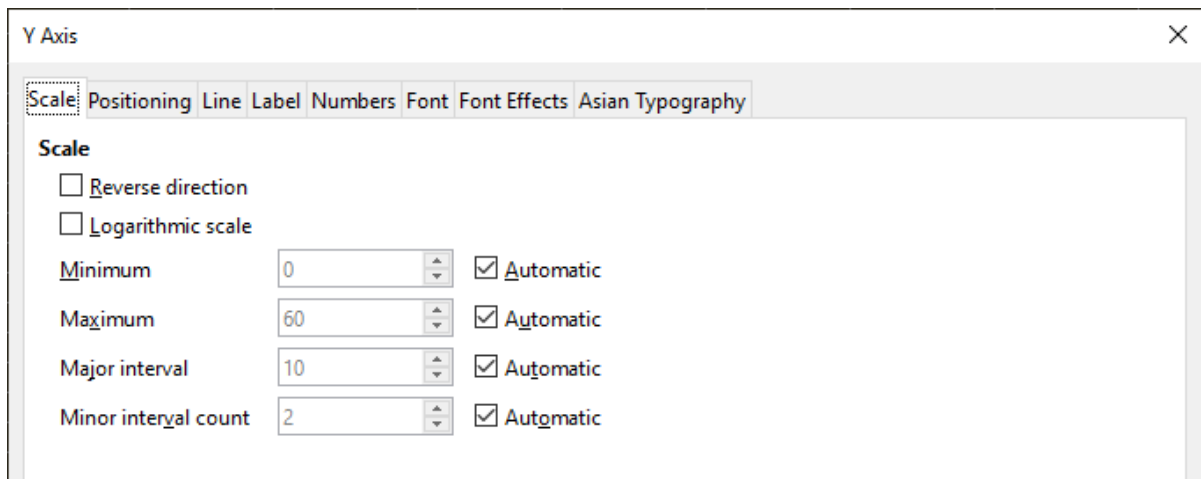 Y Axis
Scale Positioning Line Label Numbers Font Font Effects Asian Typography
Scale
Reverse direction
Logarithmic scale
Minimum 0 Automatic
Maximum 60 Automatic
Major interval 10 Automatic
Minor interval count 2 Automatic